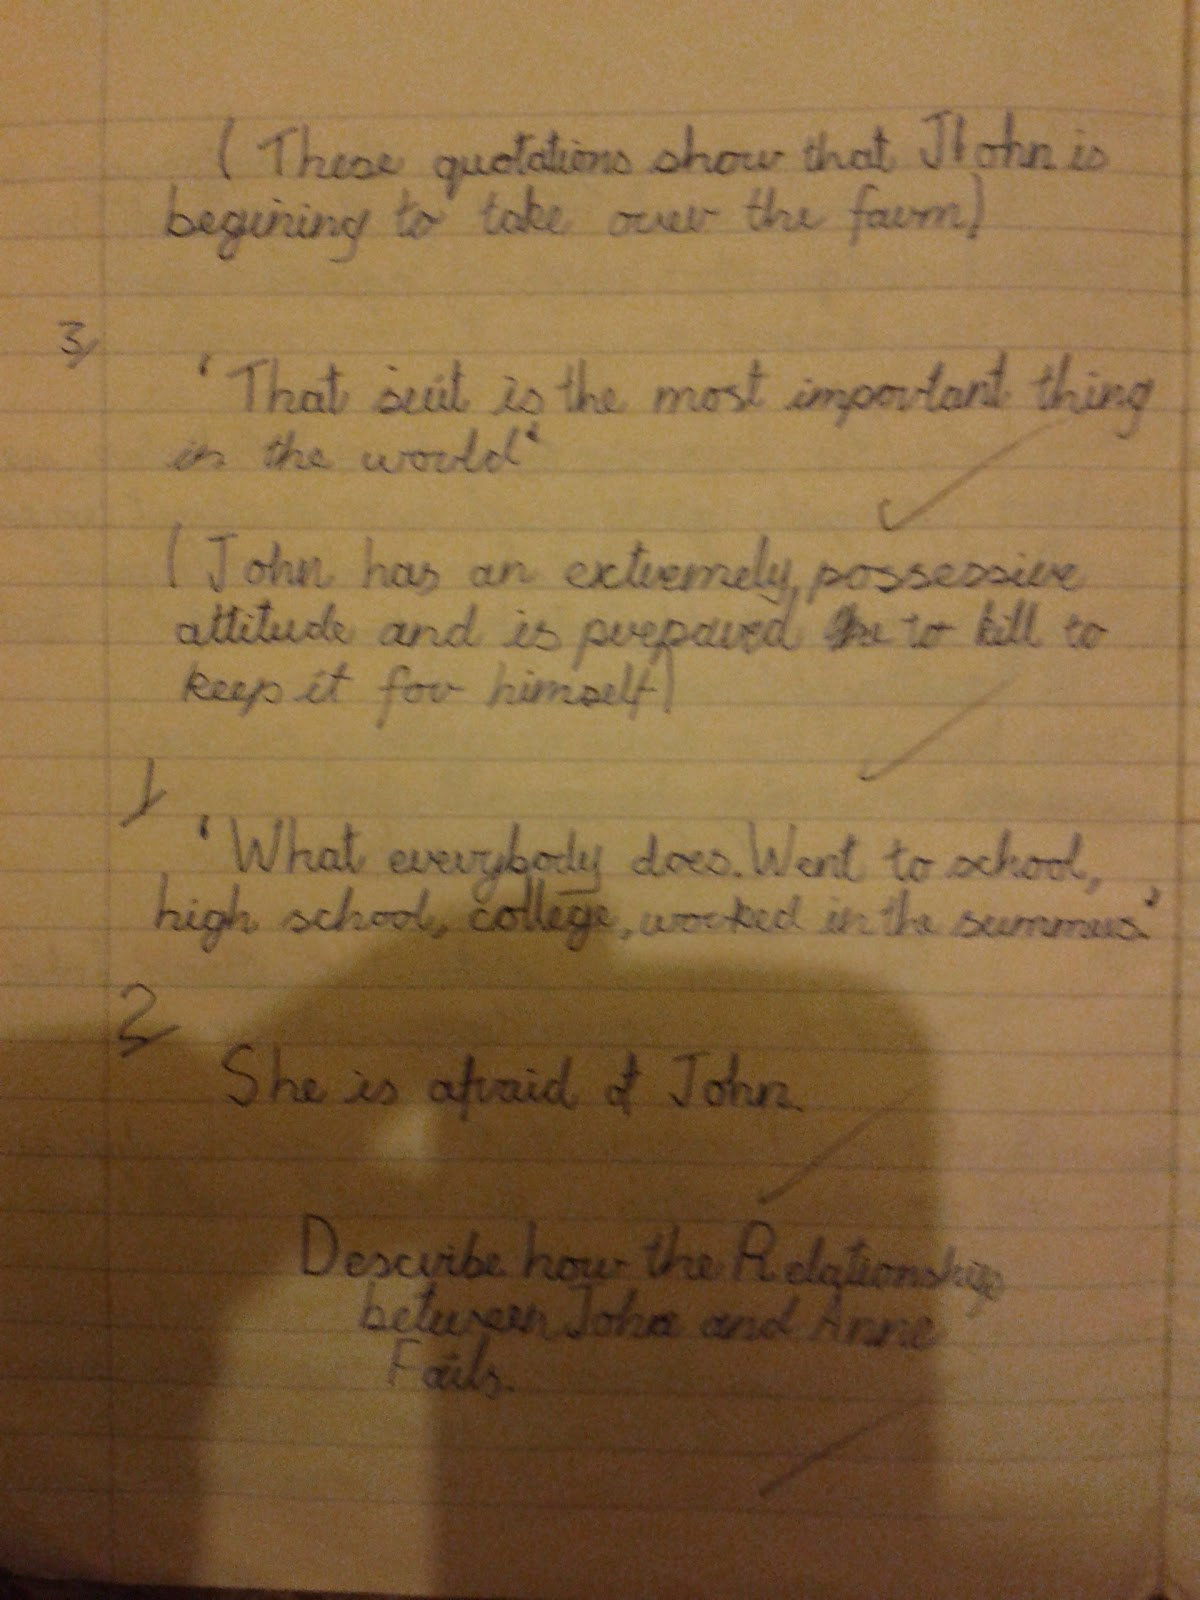 ( These quotations show that John is
begining to take over the farm)
3
' That suit is the most important thing
in the world'
( John has an extremely possessive
attitude and is prepared to kill to
keep it for himself)
1
' What everybody does. Went to school,
high school, college, worked in the summers.'
2
She is afraid of John.
Describe how the Relationship
between John and Anne
Fails.